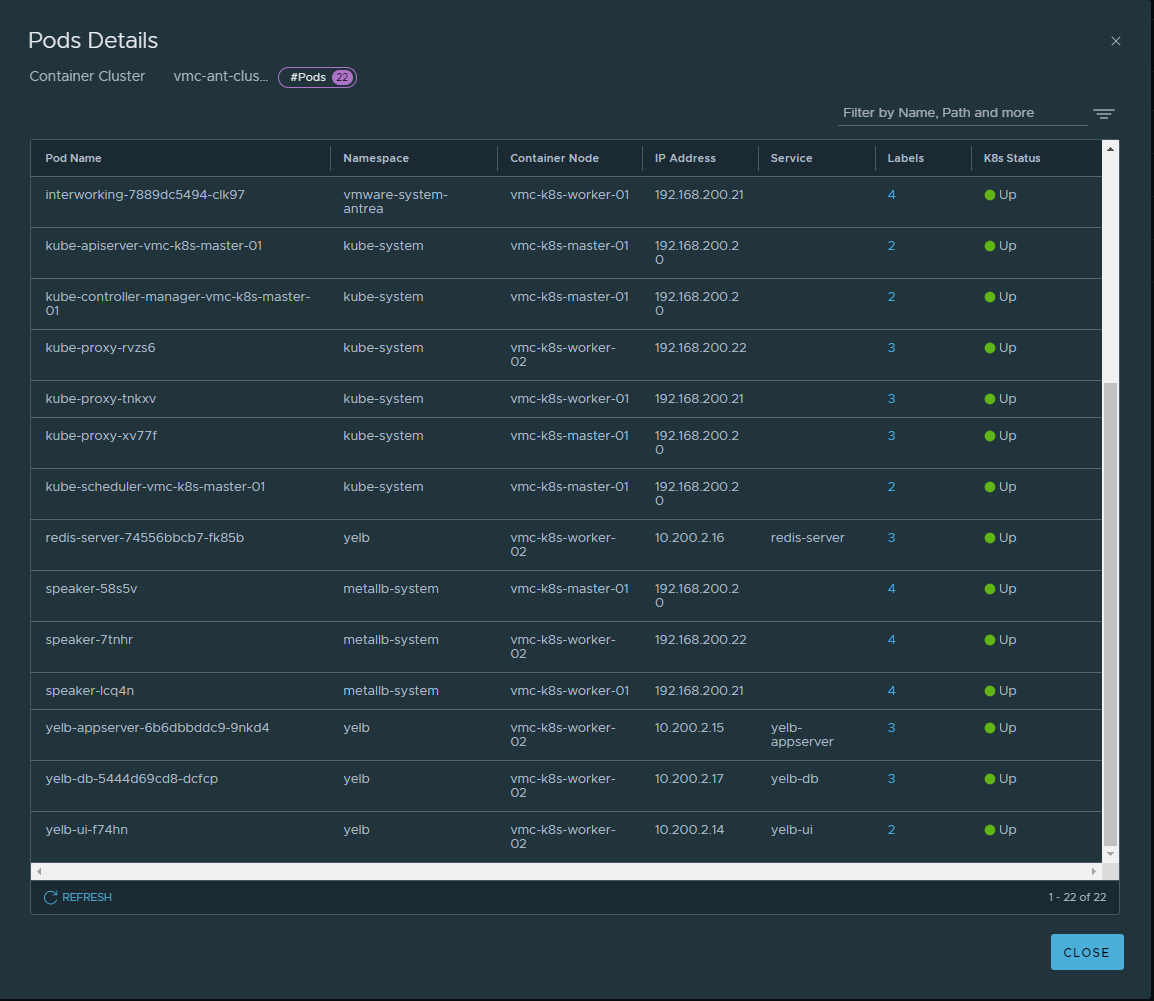 Pods Details
Container Cluster vmc-ant-clus... #Pods 22
Filter by Name, Path and more
Pod Name Namespace Container Node IP Address Service Labels K8s Status
interworking-7889dc5494-clk97 vmware-system- vmc-k8s-worker-01 192.168.200.21 4 Up
antrea
kube-apiserver-vmc-k8s-master-01 kube-system vmc-k8s-master-01 192.168.200.2 2 Up
0
kube-controller-manager-vmc-k8s-master- kube-system vmc-k8s-master-01 192.168.200.2 2 Up
01 0
kube-proxy-rvzs6 kube-system vmc-k8s-worker- 192.168.200.22 3 Up
02
kube-proxy-tnkxv kube-system vmc-k8s-worker-01 192.168.200.21 3 Up
kube-proxy-xv77f kube-system vmc-k8s-master-01 192.168.200.2 3 Up
0
kube-scheduler-vmc-k8s-master-01 kube-system vmc-k8s-master-01 192.168.200.2 2 Up
0
redis-server-74556bbcb7-fk85b yelb vmc-k8s-worker- 10.200.2.16 redis-server 3 Up
02
speaker-58s5v metallb-system vmc-k8s-master-01 192.168.200.2 4 Up
0
speaker-7tnhr metallb-system vmc-k8s-worker- 192.168.200.22 4 Up
02
speaker-lcq4n metallb-system vmc-k8s-worker-01 192.168.200.21 4 Up
yelb-appserver-6b6dbbddc9-9nkd4 yelb vmc-k8s-worker- 10.200.2.15 yelb- 3 Up
02 appserver
yelb-db-5444d69cd8-dcfcp yelb vmc-k8s-worker- 10.200.2.17 yelb-db 3 Up
02
yelb-ui-f74hn yelb vmc-k8s-worker- 10.200.2.14 yelb-ui 2 Up
02
REFRESH 1 - 22 of 22
CLOSE